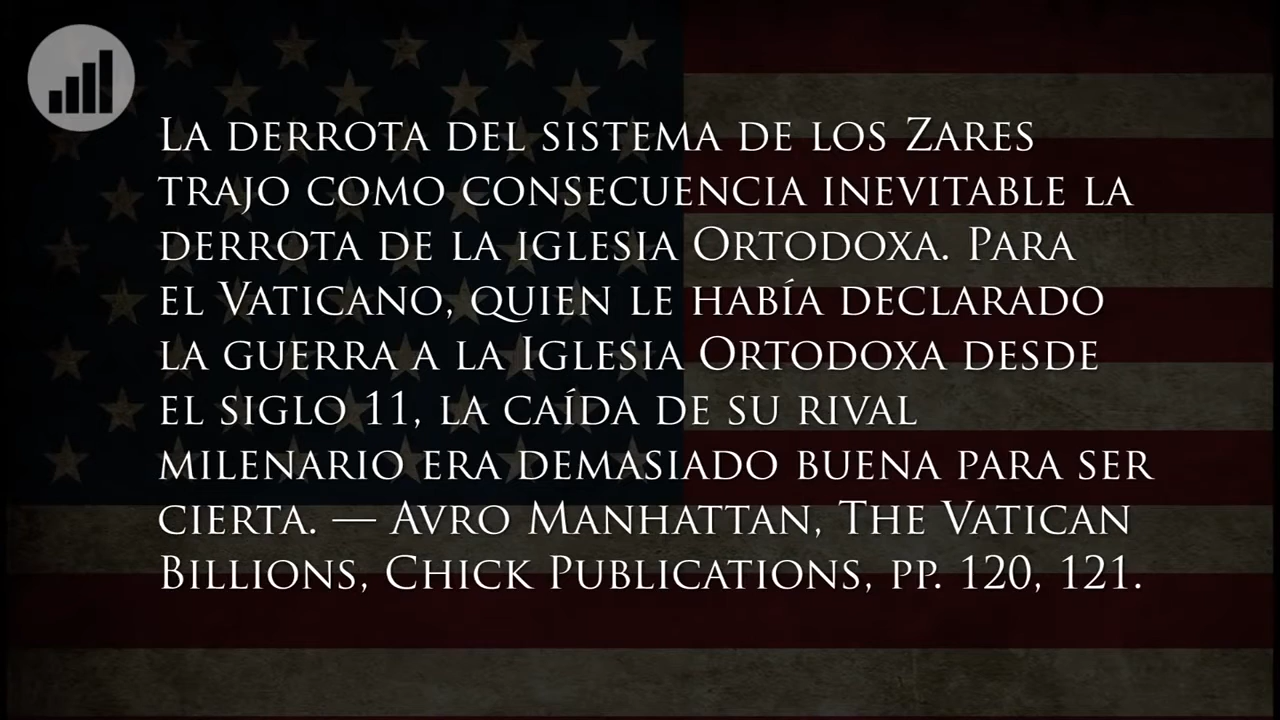 La derrota del sistema de los Zares
trajo como consecuencia inevitable la
derrota de la iglesia Ortodoxa. Para
el Vaticano, quien le había declarado
la guerra a la Iglesia Ortodoxa desde
el siglo 11, la caída de su rival
milenario era demasiado buena para ser
cierta. — Avro Manhattan, The Vatican
Billions, Chick Publications, pp. 120, 121.